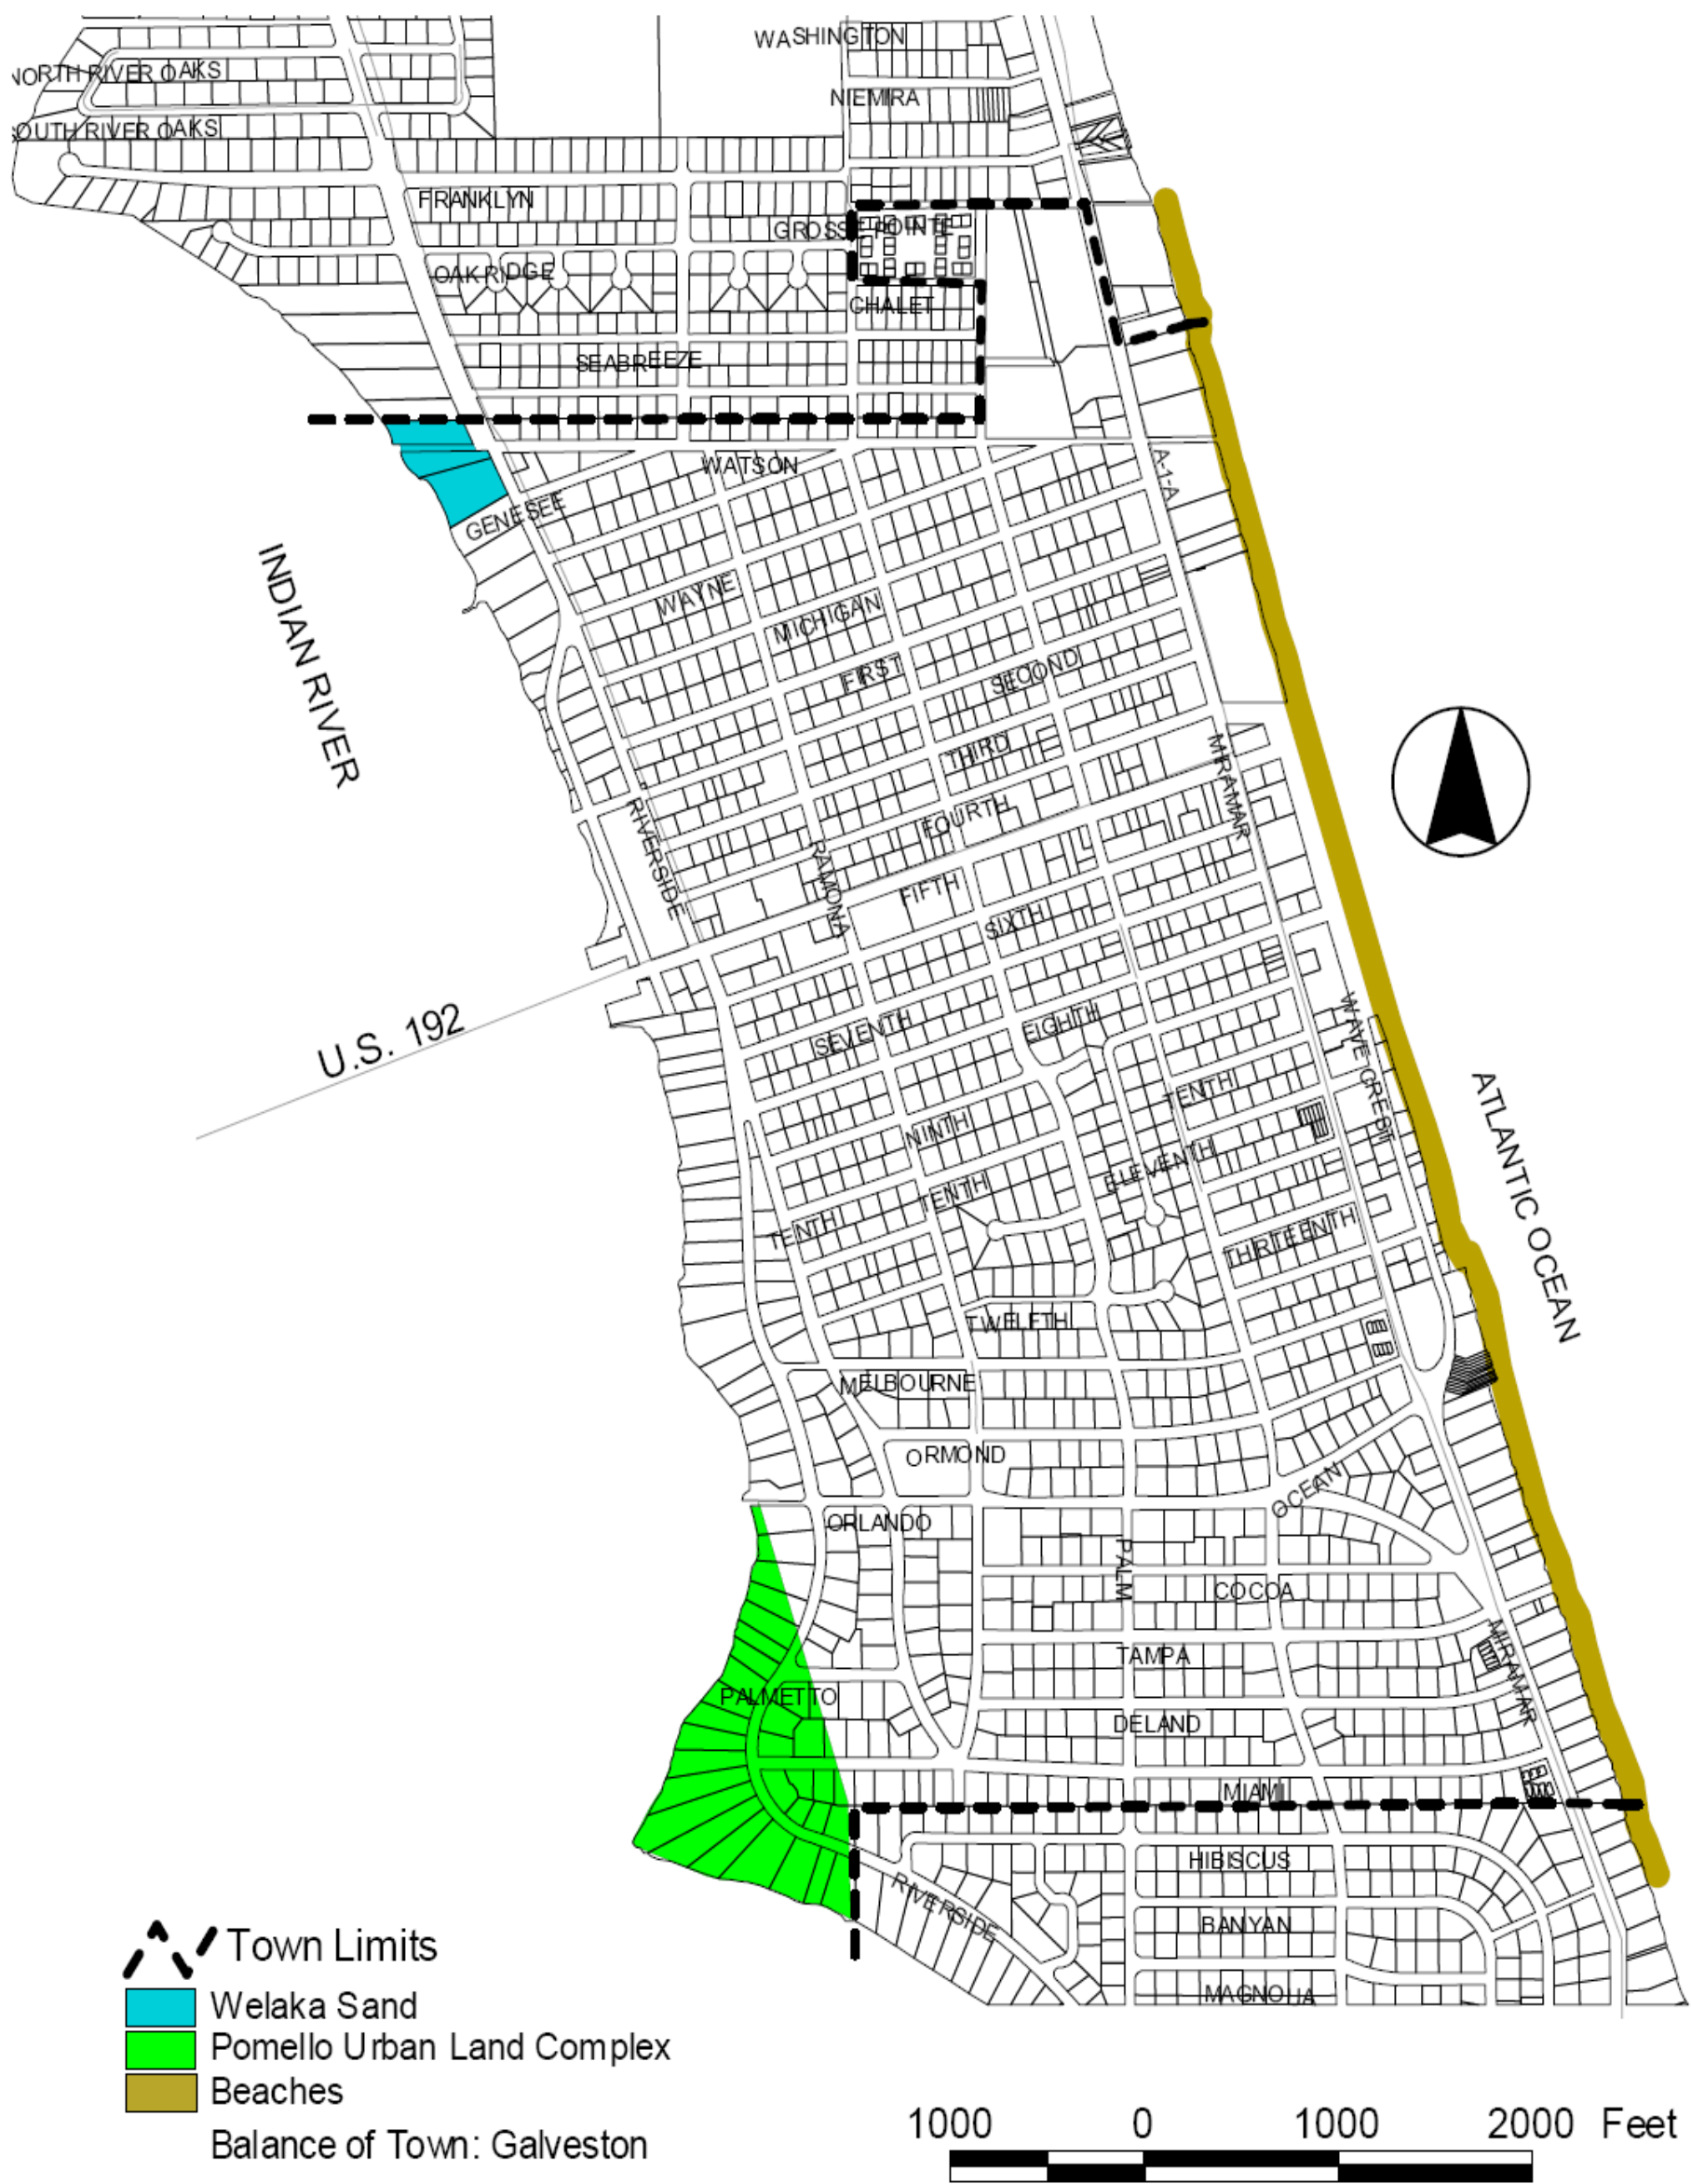 WASHINGTON
NORTH RIVER OAKS
NIEMIRA
SOUTH RIVER OAKS
FRANKLYN
GROSSE POINTE
OAKRIDGE
CHALET
SEABREEZE
WATSON
A-1-A
GENESEE
INDIAN RIVER
WAYNE
MICHIGAN
FIRST
SECOND
THIRD
MIRAMAR
RIVERSIDE
FOURTH
RAMONA
FIFTH
SIXTH
U.S. 192
SEVENTH
EIGHTH
WAVE CREST
TENTH
ATLANTIC OCEAN
NINTH
ELEVENTH
TENTH
TENTH
THIRTEENTH
TWELFTH
MELBOURNE
ORMOND
OCEAN
ORLANDO
PALM
COCOA
TAMPA
MIRAMAR
PALMETTO
DELAND
MIAMI
HIBISCUS
RIVERSIDE
BANYAN
MAGNOLIA
Town Limits
Welaka Sand
Pomello Urban Land Complex
Beaches
Balance of Town: Galveston
1000 0 1000 2000 Feet